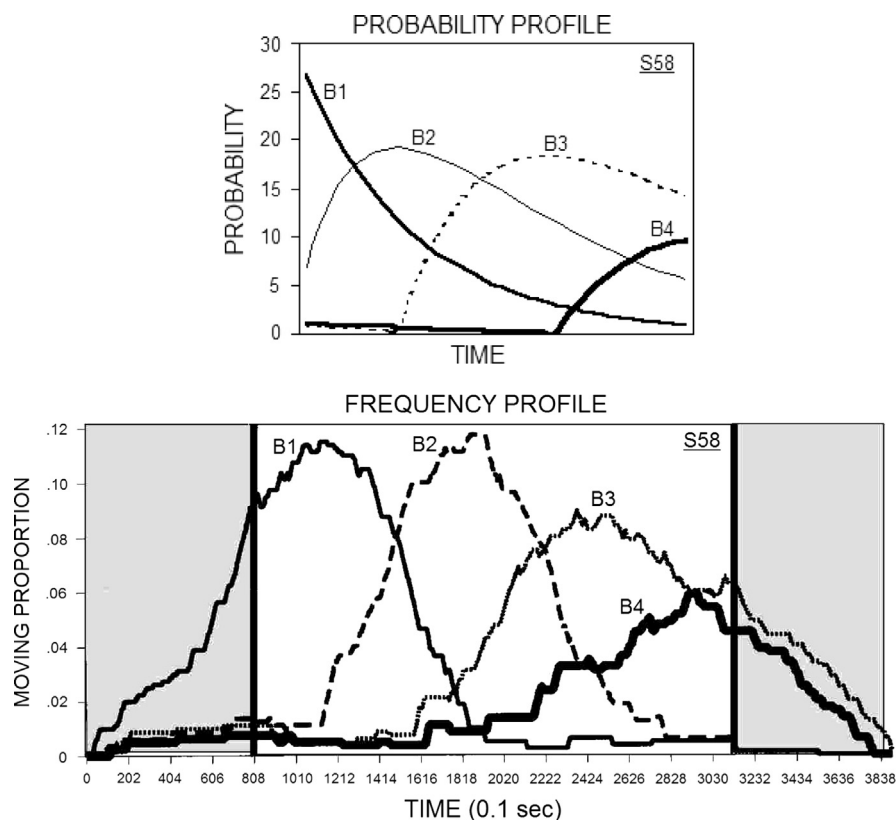 PROBABILITY PROFILE
30
25
20
15
10
5
0
PROBABILITY
S58
B1
B2
B3
B4
TIME
FREQUENCY PROFILE
.12
.10
.08
.06
.04
.02
0
MOVING PROPORTION
B1
B2
S58
B3
B4
0 202 404 606 808 1010 1212 1414 1616 1818 2020 2222 2424 2626 2828 3030 3232 3434 3636 3838
TIME (0.1 sec)